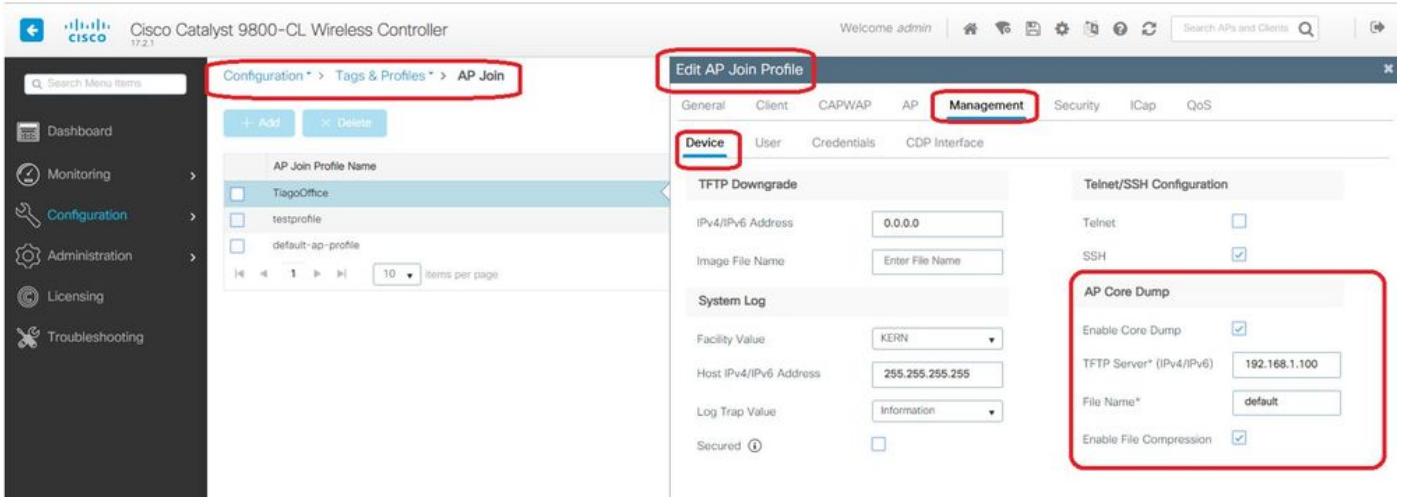 Cisco Catalyst 9800-CL Wireless Controller
17.2.1
CISCO
Welcome admin
Search APs and Clients
Search Menu Items
Dashboard
Monitoring
Configuration
Administration
Licensing
Troubleshooting
Configuration > Tags & Profiles > AP Join
+ Add
× Delete
AP Join Profile Name
TiagoOffice
testprofile
default-ap-profile
1
10
items per page
Edit AP Join Profile
General Client CAPWAP AP Management Security ICap QoS
Device User Credentials CDP Interface
TFTP Downgrade
IPv4/IPv6 Address 0.0.0.0
Image File Name Enter File Name
System Log
Facility Value KERN
Host IPv4/IPv6 Address 255.255.255.255
Log Trap Value Information
Secured
Telnet/SSH Configuration
Telnet
SSH
AP Core Dump
Enable Core Dump
TFTP Server* (IPv4/IPv6) 192.168.1.100
File Name* default
Enable File Compression